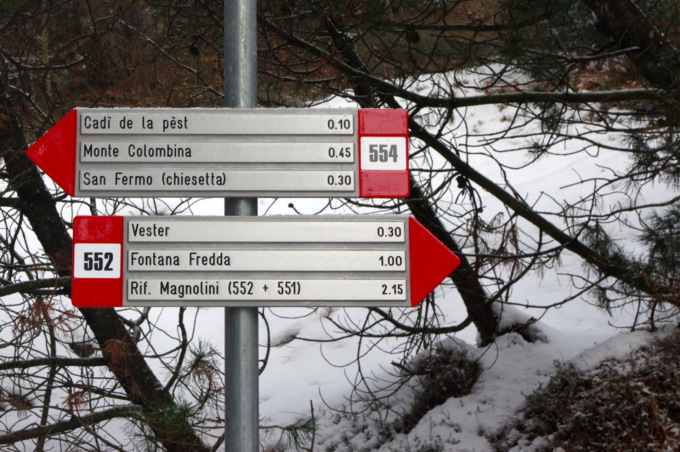 Cadï de la pèst 0.10
Monte Colombina 0.45
San Fermo (chiesetta) 0.30
554
552
Vester 0.30
Fontana Fredda 1.00
Rif. Magnolini (552 + 551) 2.15